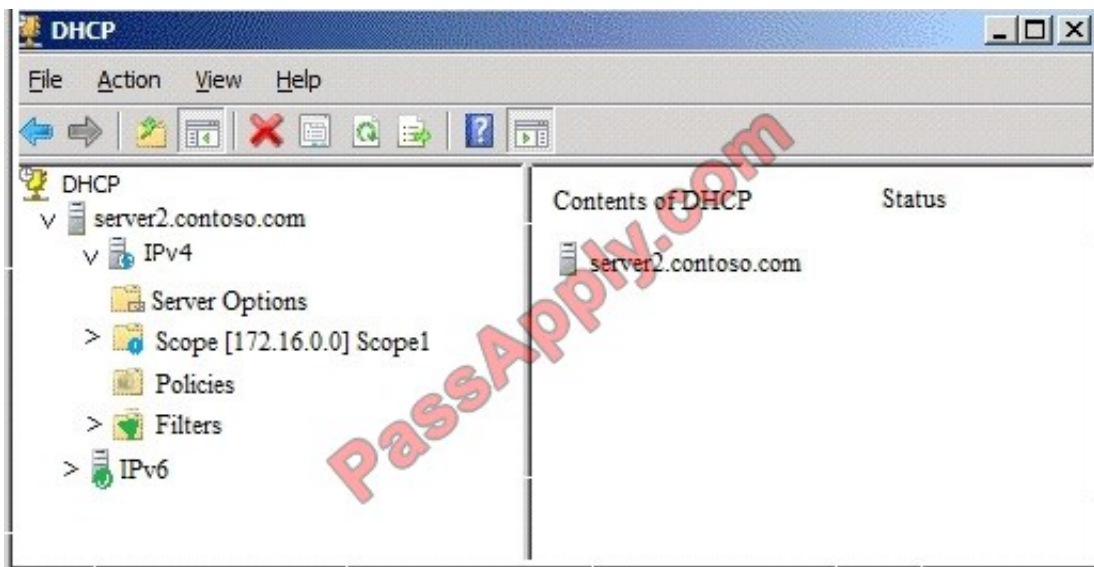 DHCP
File Action View Help
DHCP
server2.contoso.com
IPv4
Server Options
Scope [172.16.0.0] Scope1
Policies
Filters
IPv6
Contents of DHCP Status
server2.contoso.com
PassApply.com